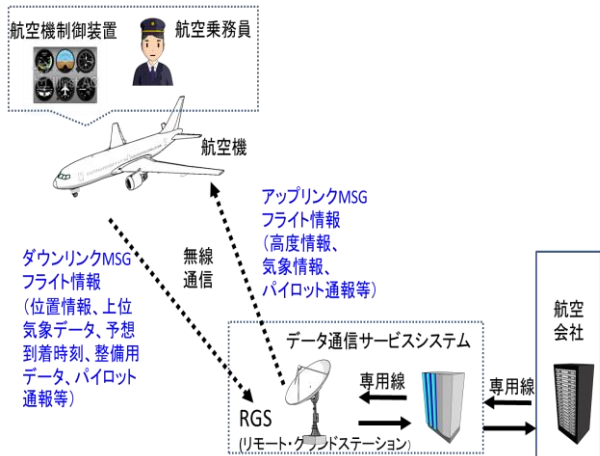 航空機制御装置
航空乗務員
航空機
アップリンクMSG
フライト情報
(高度情報、
気象情報、
パイロット通報等)
無線
通信
ダウンリンクMSG
フライト情報
(位置情報、上位
気象データ、予想
到着時刻、整備用
データ、パイロット
通報等)
データ通信サービスシステム
専用線
専用線
航空
会社
RGS
(リモート・グランドステーション)